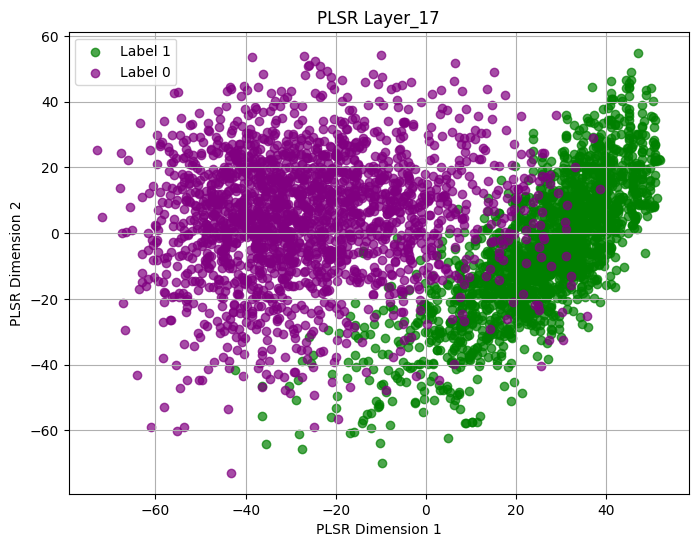 PLSR Layer_17
Label 1
Label 0
60
40
20
0
−20
−40
−60
PLSR Dimension 2
−60 −40 −20 0 20 40
PLSR Dimension 1